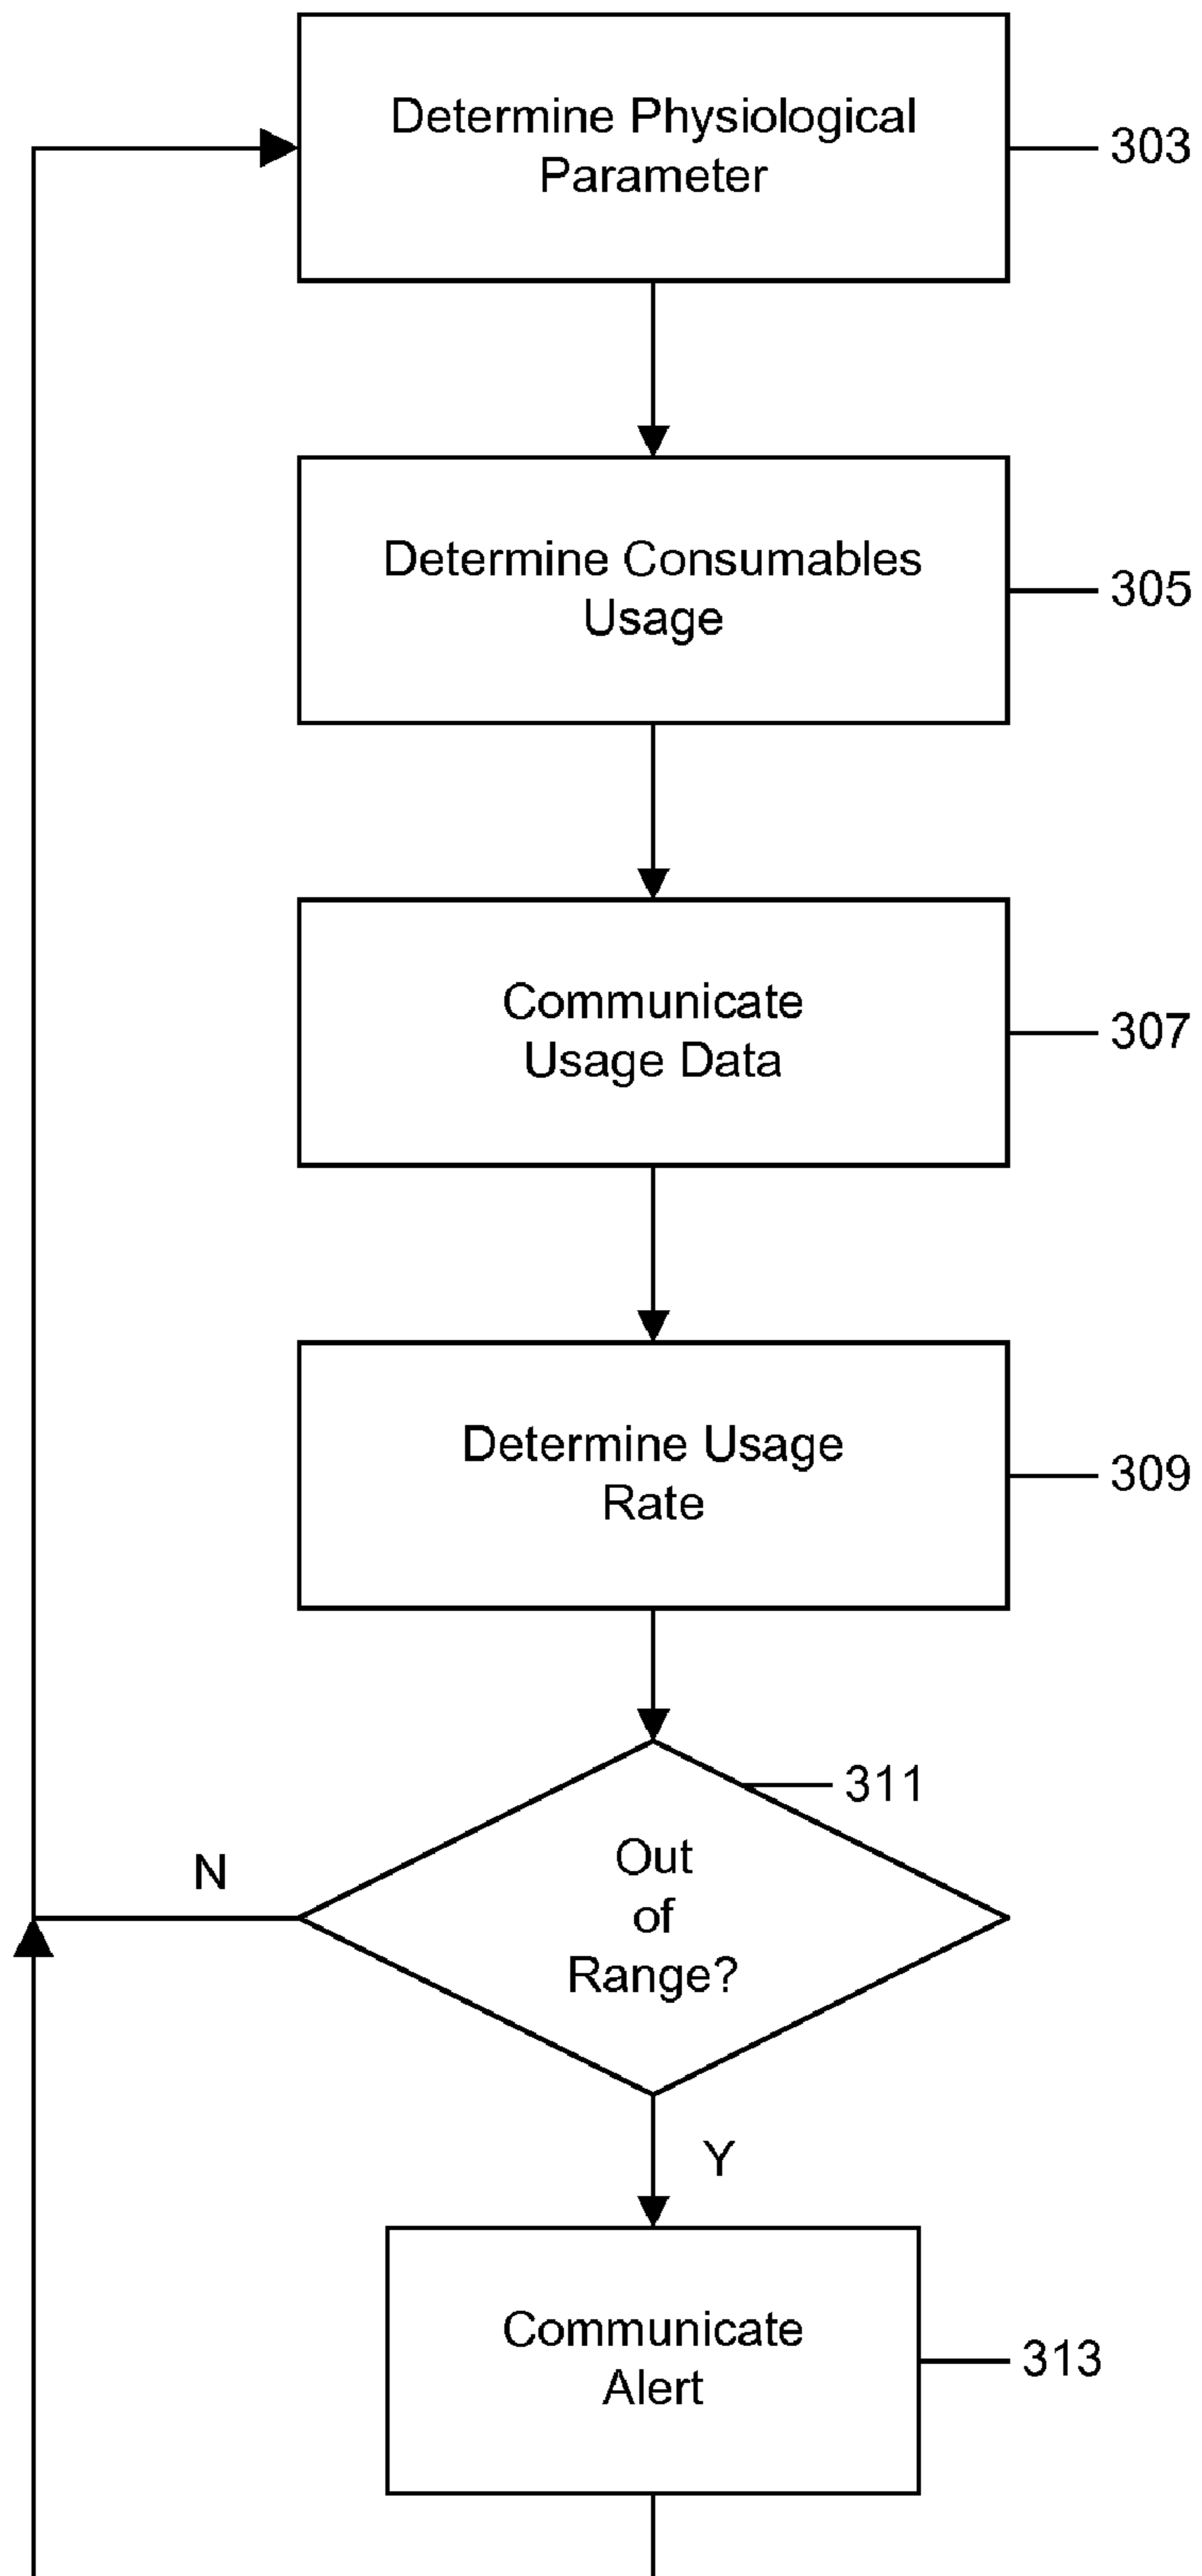 Determine Physiological
Parameter
303
Determine Consumables
Usage
305
Communicate
Usage Data
307
Determine Usage
Rate
309
311
Out
of
Range?
N
Y
Communicate
Alert
313